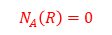 N_A(R) = 0